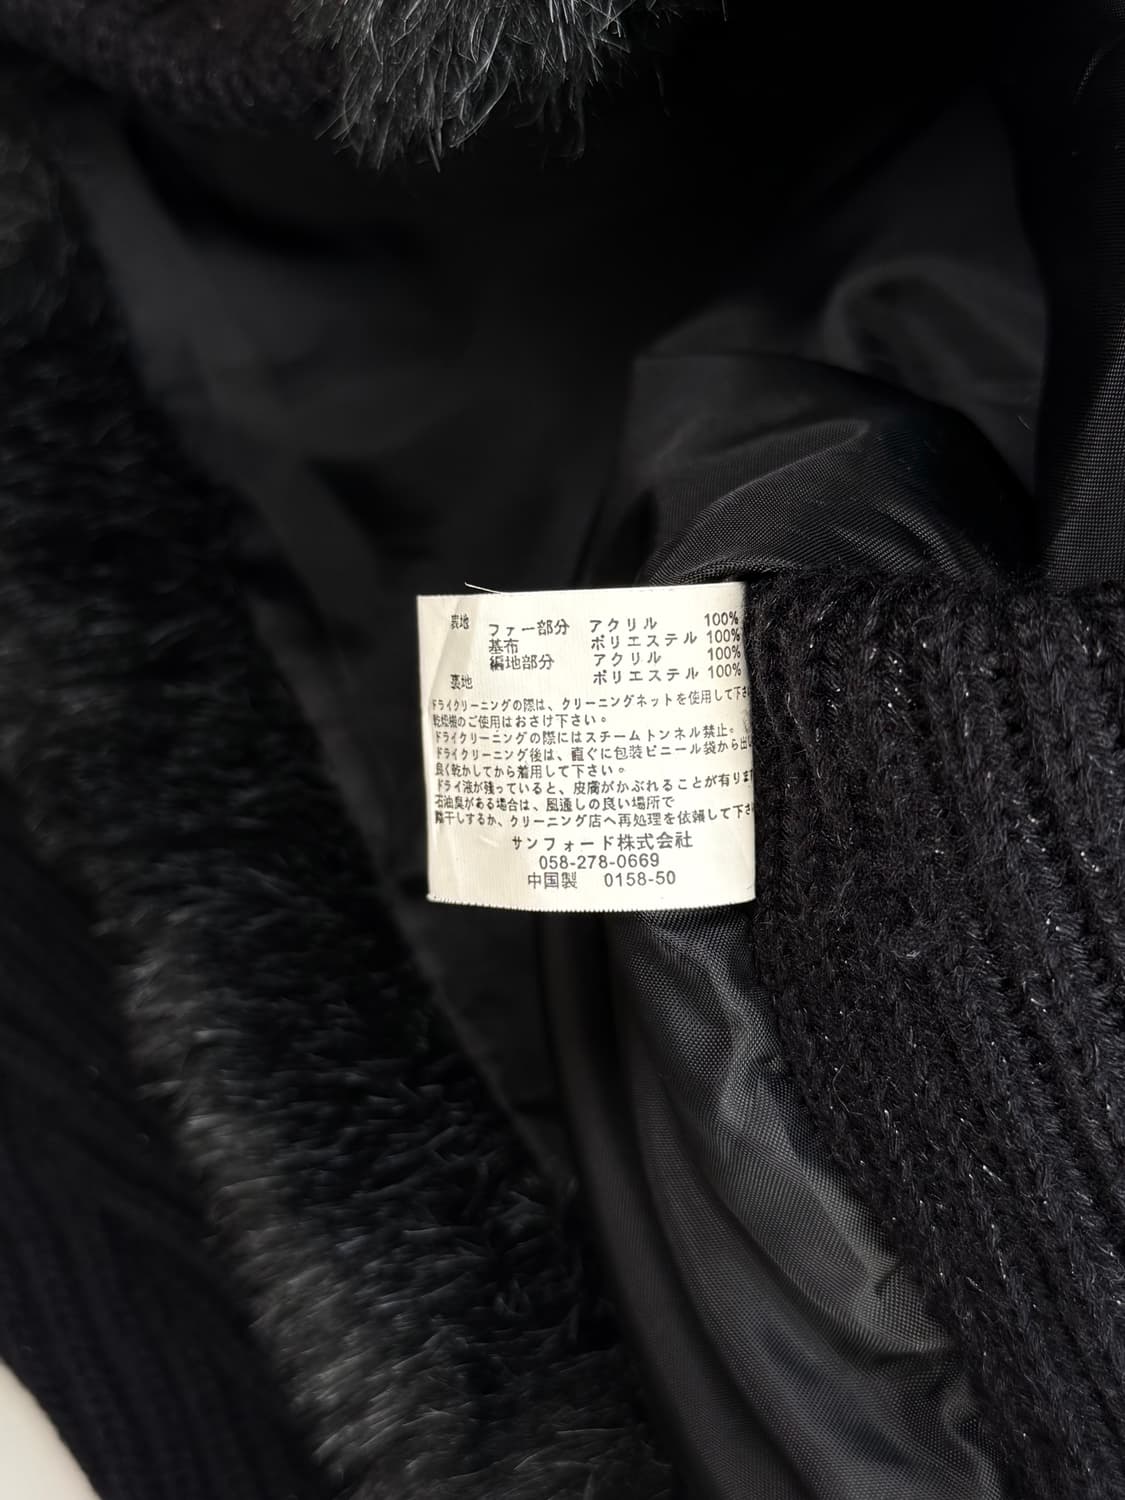 表地 ファー部分 アクリル 100%
基布 ポリエステル 100%
編地部分 アクリル 100%
裏地 ポリエステル 100%
ドライクリーニングの際は、クリーニングネットを使用して下さ
乾燥機のご使用はおさけ下さい。
ドライクリーニングの際にはスチームトンネル禁止。
ドライクリーニング後は、直ぐに包装ビニール袋から出し
良く乾かしてから着用して下さい。
ドライ液が残っていると、皮膚がかぶれることが有ります
石油臭がある場合は、風通しの良い場所で
陰干しするか、クリーニング店へ再処理を依頼して下さ
サンフォード株式会社
058-278-0669
中国製 0158-50